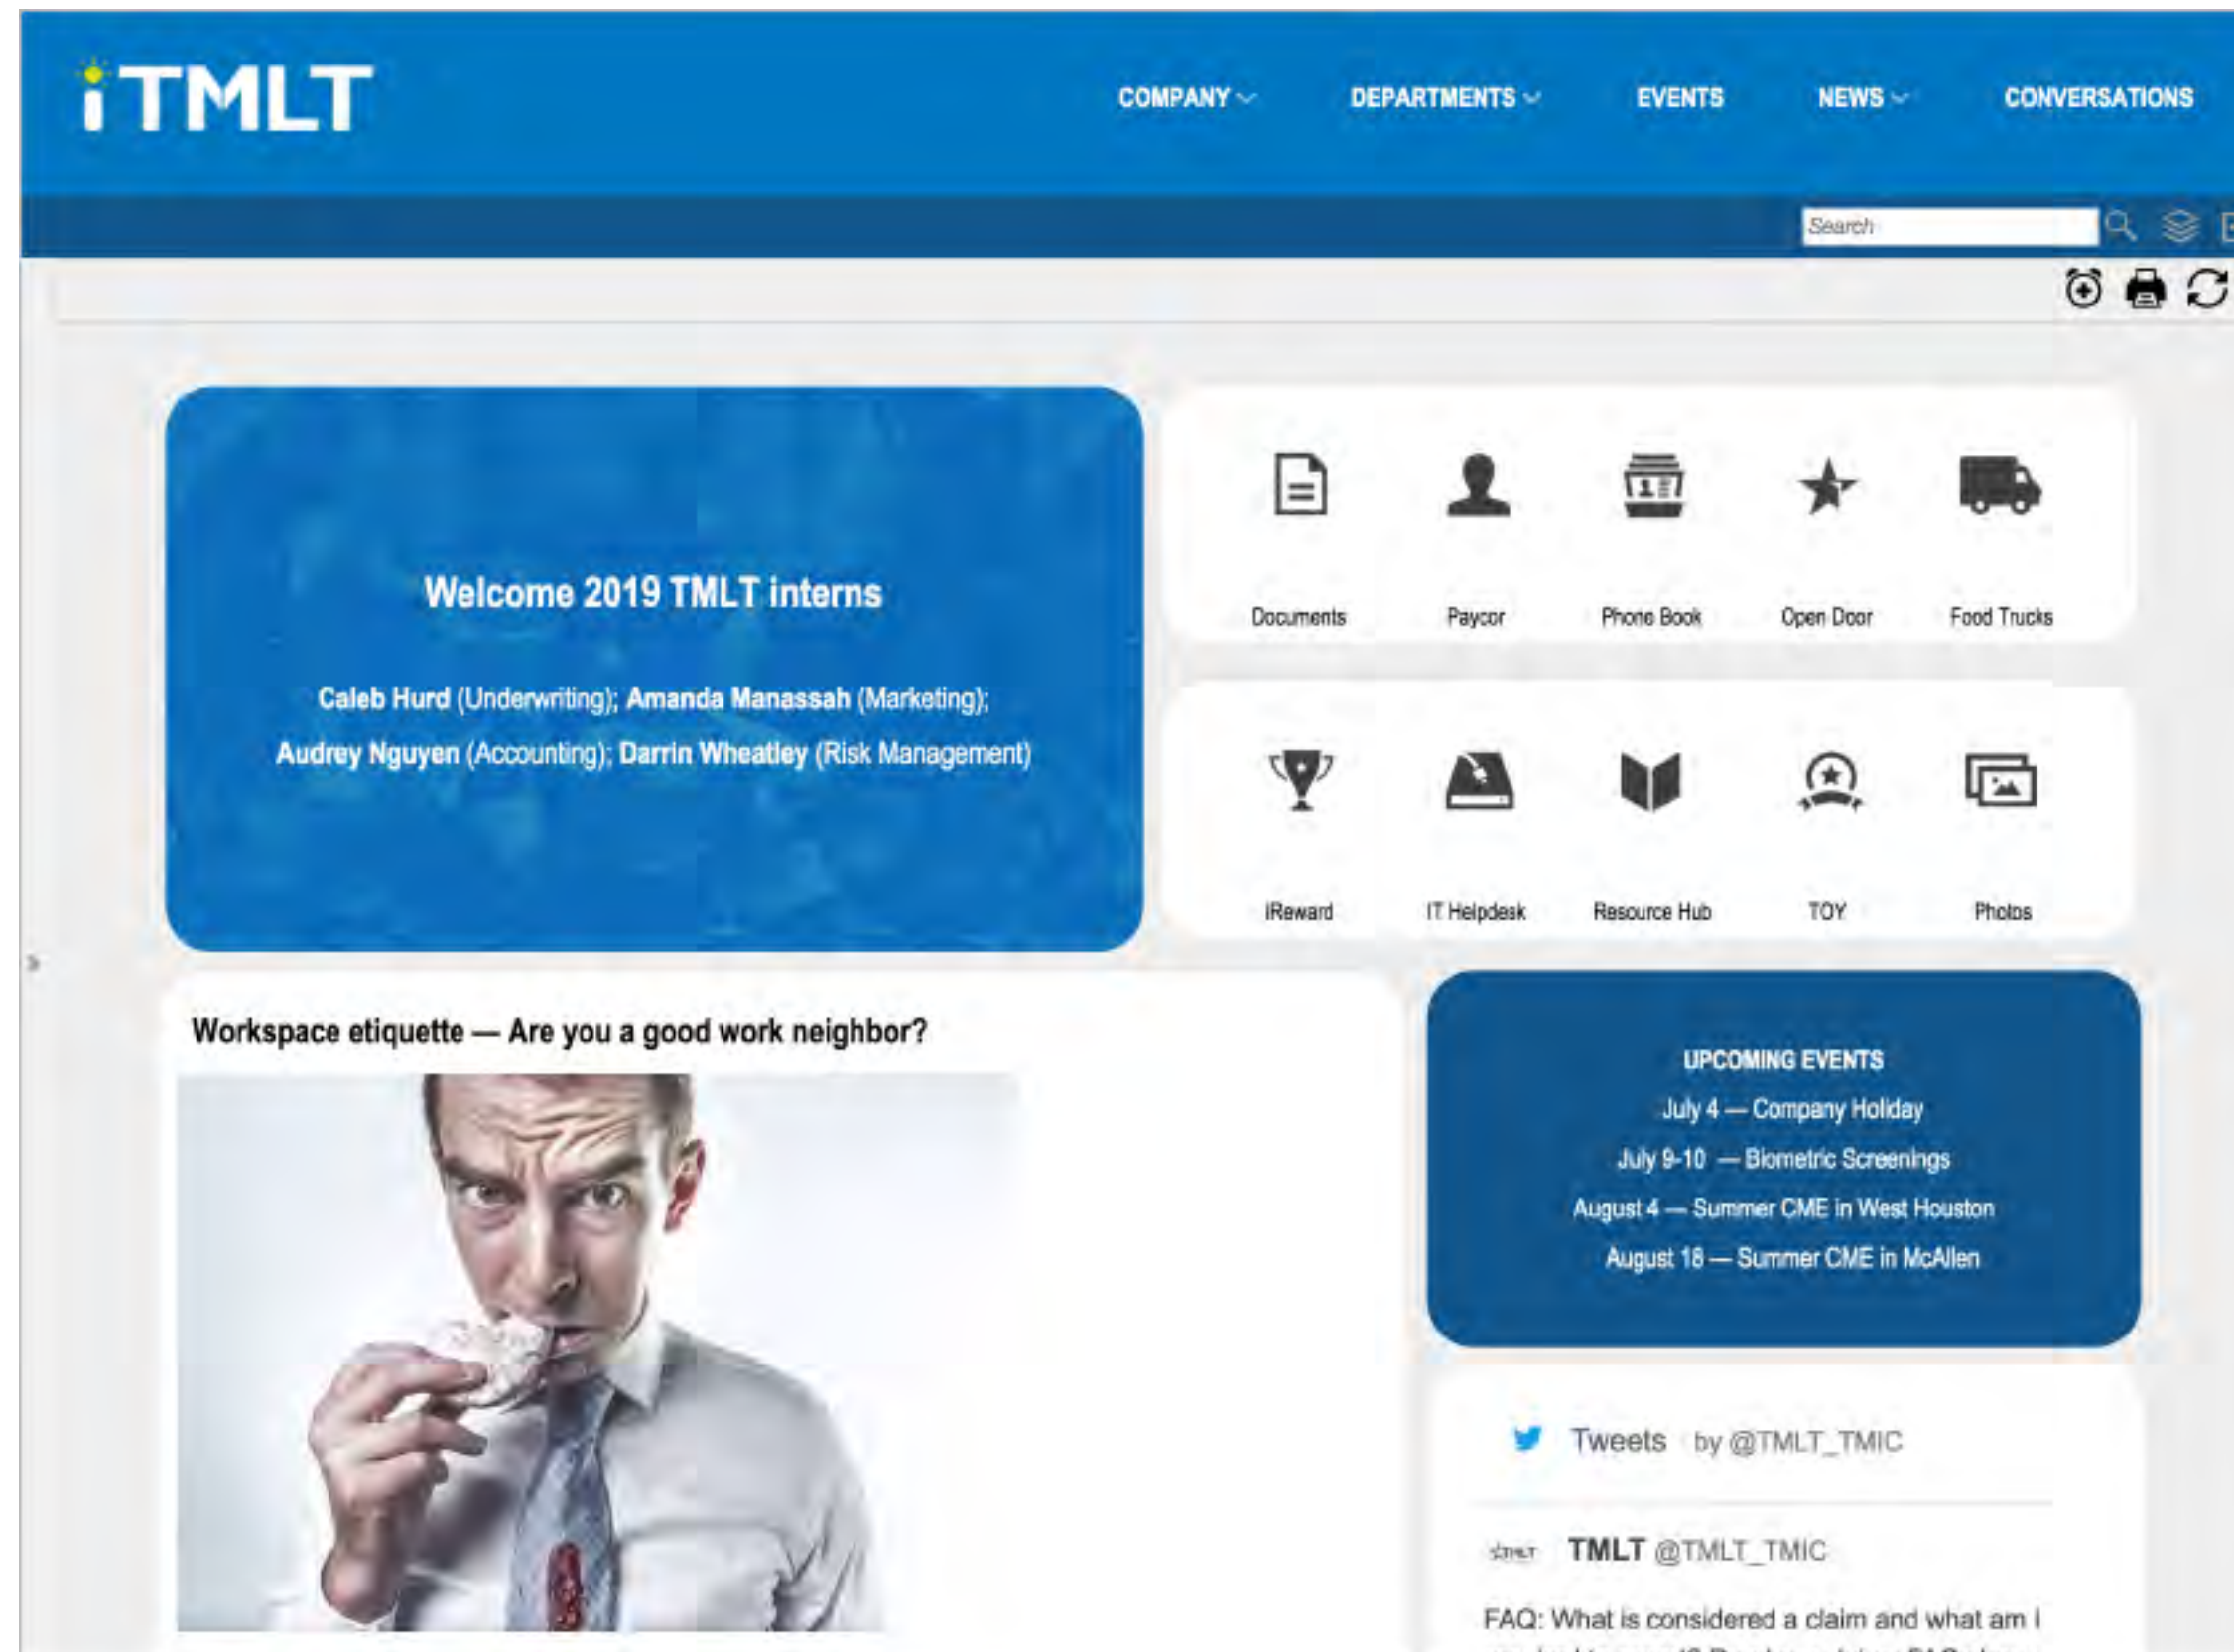 iTMLT
COMPANY DEPARTMENTS EVENTS NEWS CONVERSATIONS
Search
Welcome 2019 TMLT interns
Caleb Hurd (Underwriting); Amanda Manassah (Marketing);
Audrey Nguyen (Accounting); Darrin Wheatley (Risk Management)
Documents Paycor Phone Book Open Door Food Trucks
iReward IT Helpdesk Resource Hub TOY Photos
Workspace etiquette — Are you a good work neighbor?
UPCOMING EVENTS
July 4 — Company Holiday
July 9-10 — Biometric Screenings
August 4 — Summer CME in West Houston
August 18 — Summer CME in McAllen
Tweets by @TMLT_TMIC
TMLT
TMLT @TMLT_TMIC
FAQ: What is considered a claim and what am I